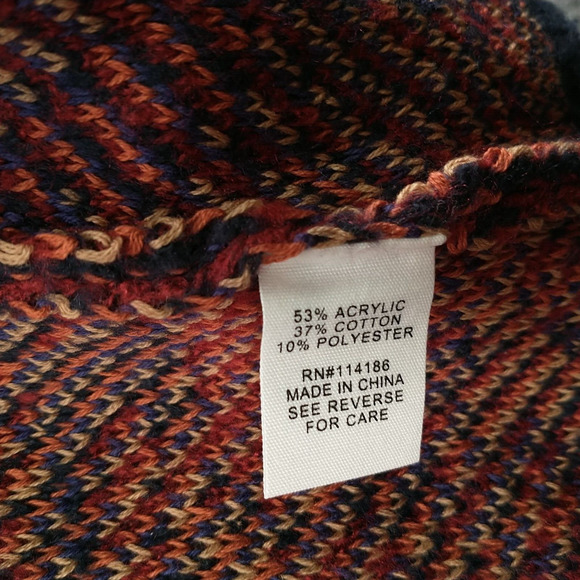 53% ACRYLIC
37% COTTON
10% POLYESTER
RN#114186
MADE IN CHINA
SEE REVERSE
FOR CARE